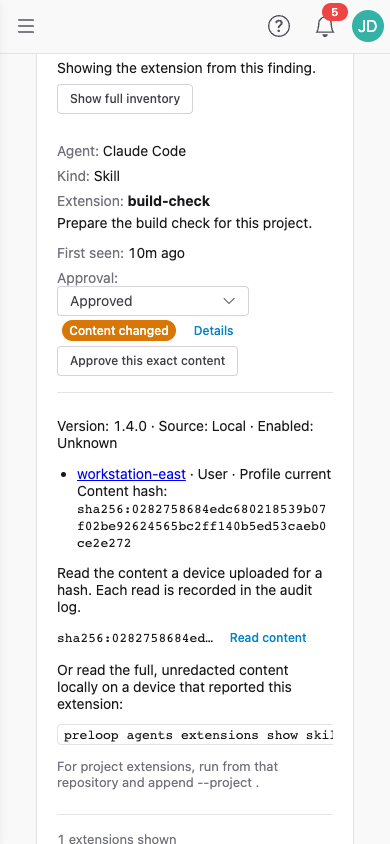 5
JD
Showing the extension from this finding.
Show full inventory
Agent: Claude Code
Kind: Skill
Extension: build-check
Prepare the build check for this project.
First seen: 10m ago
Approval:
Approved
Content changed Details
Approve this exact content
Version: 1.4.0 · Source: Local · Enabled:
Unknown
• workstation-east · User · Profile current
Content hash:
sha256:0282758684edc680218539b07
f02be92624565bc2ff140b5ed53caeb0
ce2e272
Read the content a device uploaded for a
hash. Each read is recorded in the audit
log.
sha256:0282758684ed… Read content
Or read the full, unredacted content
locally on a device that reported this
extension:
preloop agents extensions show skil
For project extensions, run from that
repository and append --project .
1 extensions shown